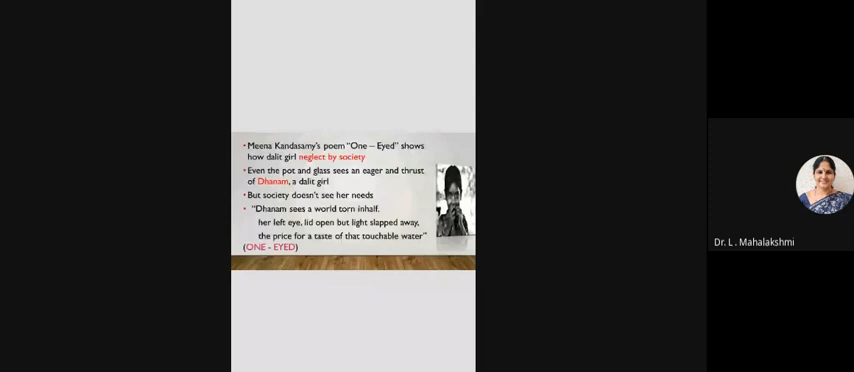 • Meena Kandasamy's poem "One – Eyed" shows
how dalit girl neglect by society
• Even the pot and glass sees an eager and thrust
of Dhanam, a dalit girl
• But society doesn't see her needs
• "Dhanam sees a world torn inhalf.
her left eye, lid open but light slapped away,
the price for a taste of that touchable water"
(ONE - EYED)
Dr. L . Mahalakshmi